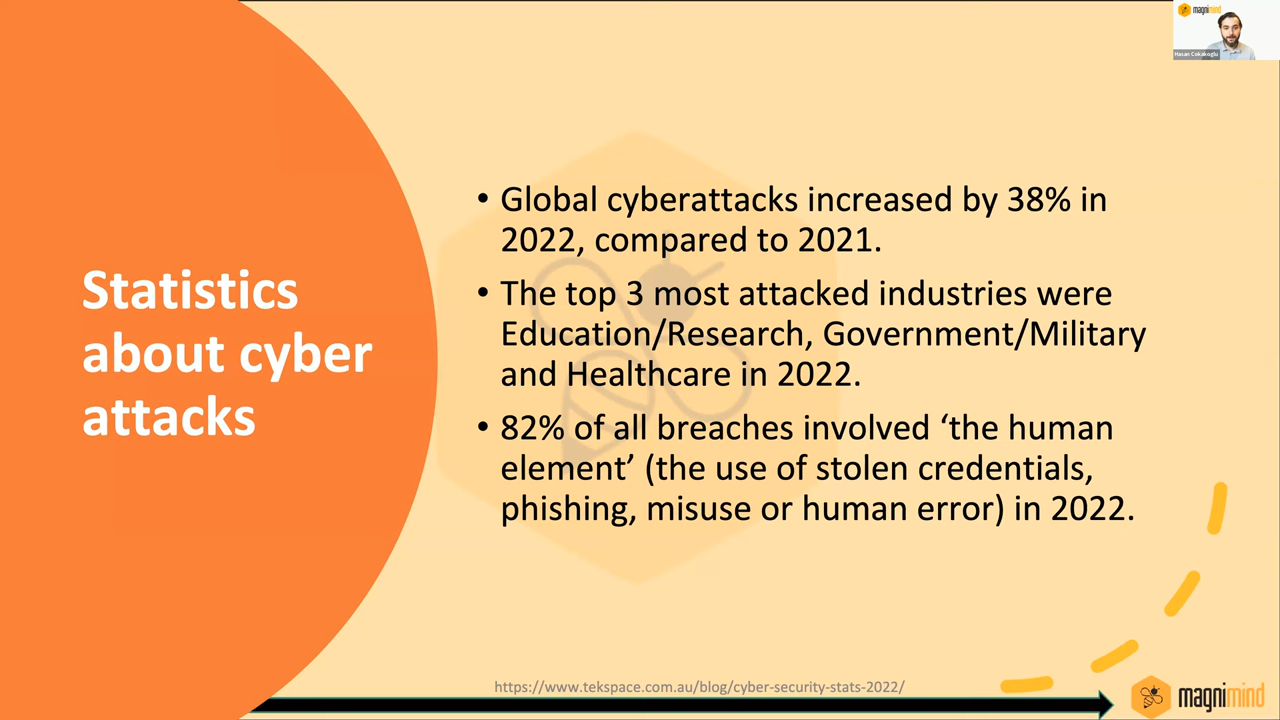 magnimind
Hasan Cokakoglu
Statistics
about cyber
attacks
• Global cyberattacks increased by 38% in
2022, compared to 2021.
• The top 3 most attacked industries were
Education/Research, Government/Military
and Healthcare in 2022.
• 82% of all breaches involved ‘the human
element’ (the use of stolen credentials,
phishing, misuse or human error) in 2022.
https://www.tekspace.com.au/blog/cyber-security-stats-2022/
magnimind